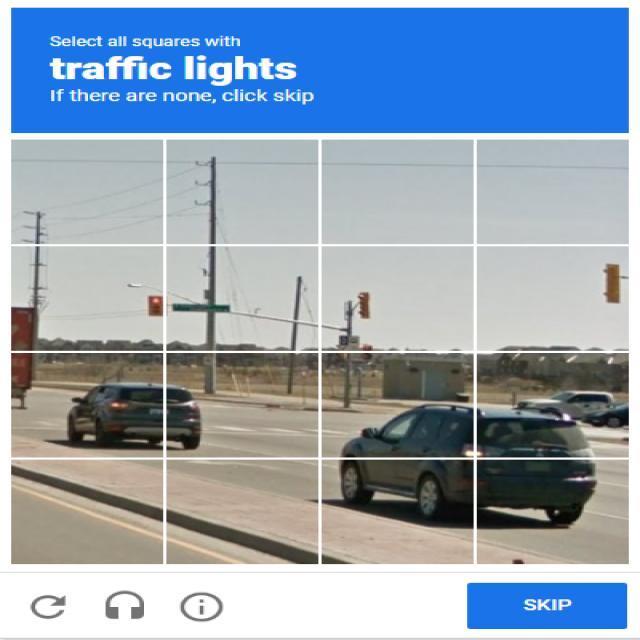 Select all squares with
traffic lights
If there are none, click skip
SKIP